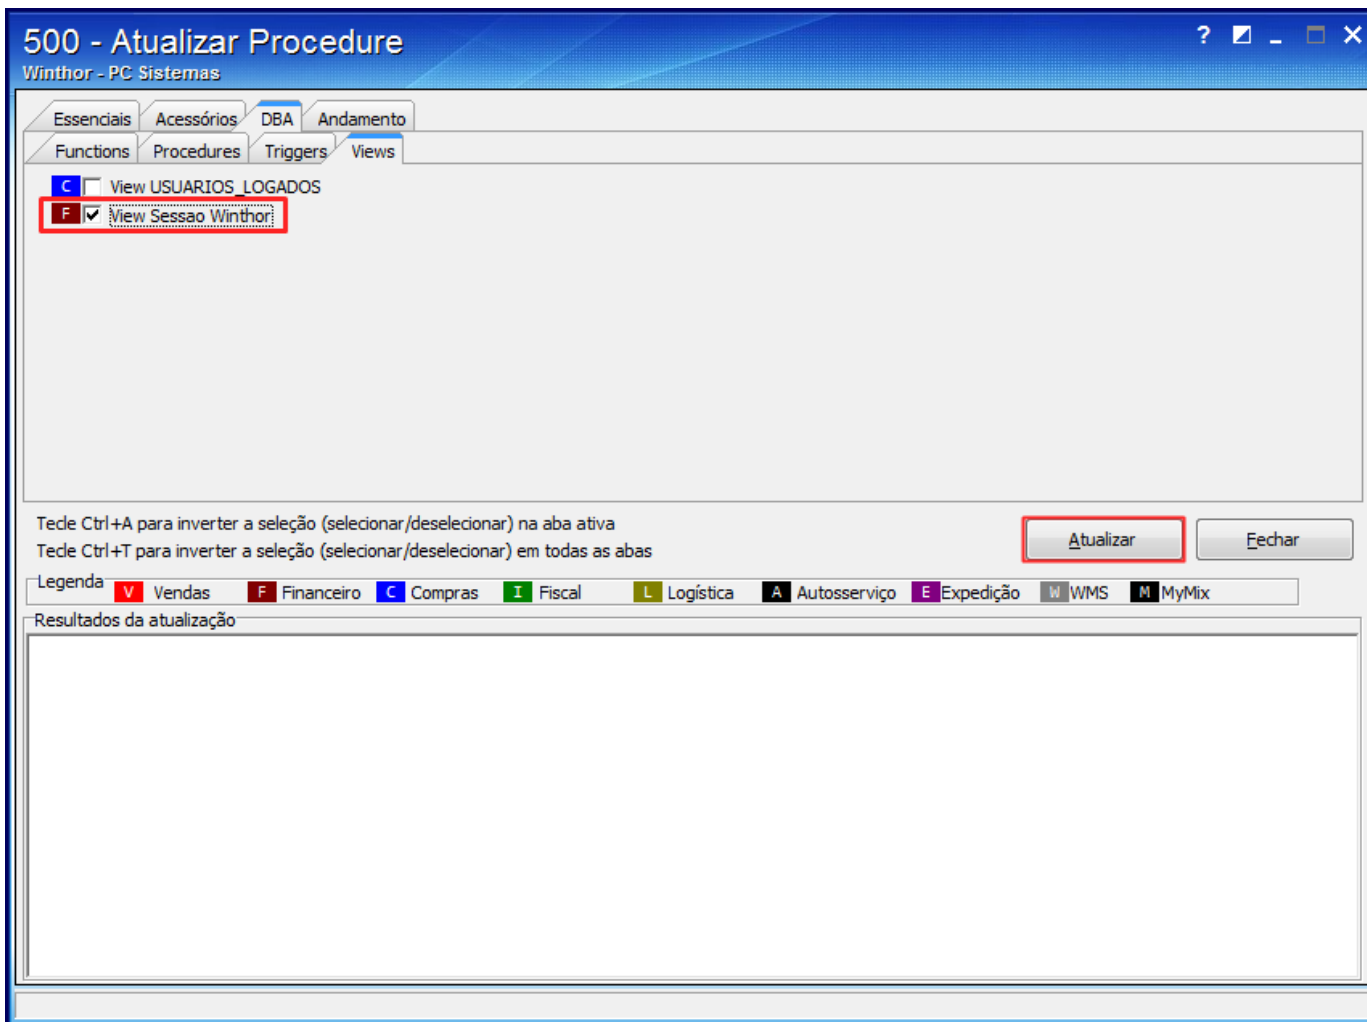 500 - Atualizar Procedure
Winthor - PC Sistemas
?
Essenciais Acessórios DBA Andamento
Functions Procedures Triggers Views
C View USUARIOS_LOGADOS
F View Sessao Winthor
Tecle Ctrl+A para inverter a seleção (selecionar/deselecionar) na aba ativa
Tecle Ctrl+T para inverter a seleção (selecionar/deselecionar) em todas as abas
Atualizar Fechar
Legenda
V Vendas F Financeiro C Compras I Fiscal L Logística A Autosserviço E Expedição W WMS M MyMix
Resultados da atualização